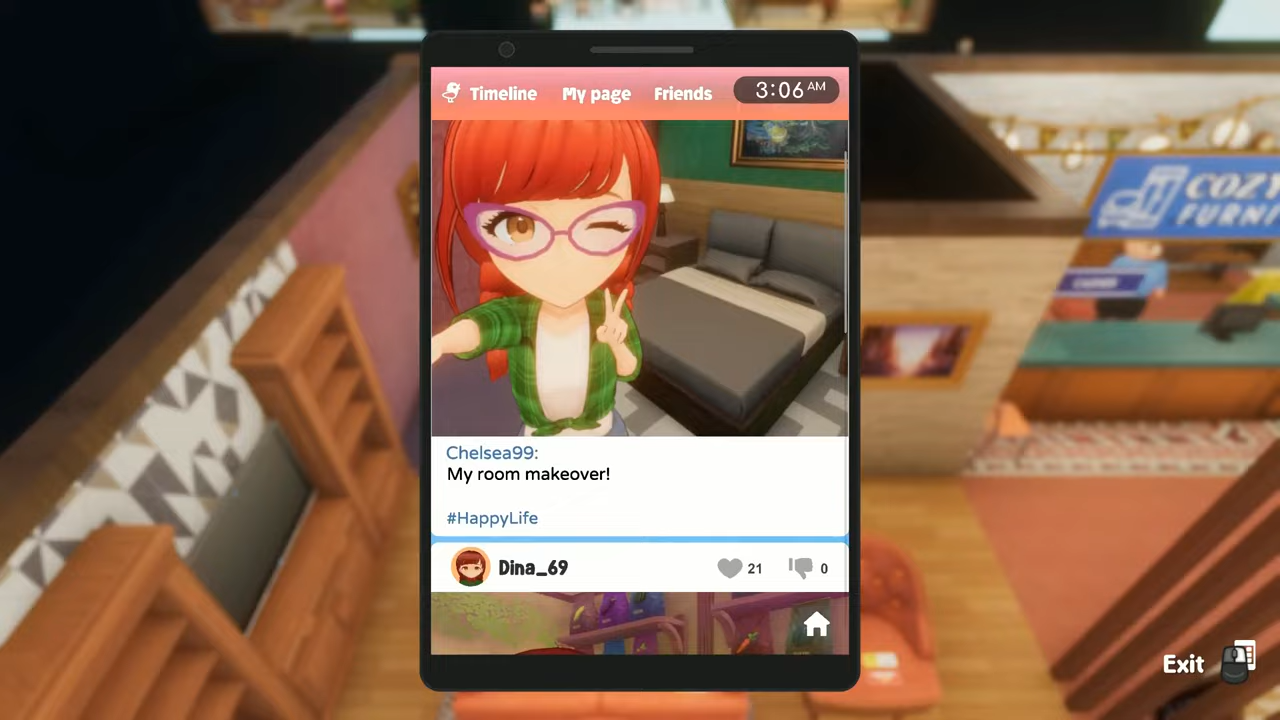 Timeline My page Friends 3:06 AM
COZY
FURNI
Chelsea99:
My room makeover!
#HappyLife
Dina_69 21 0
Exit